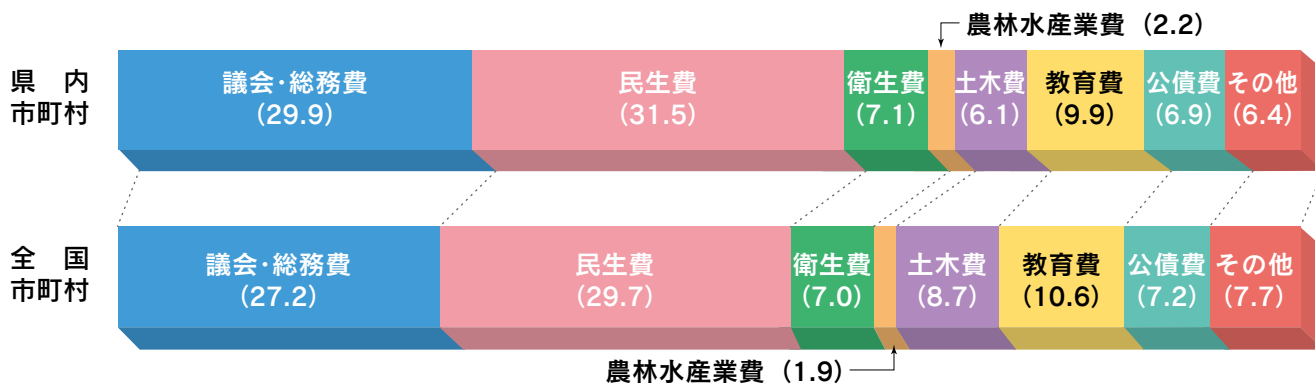 農林水産業費（2.2）
県　内
市町村
議会・総務費
（29.9）
民生費
（31.5）
衛生費
（7.1）
土木費
（6.1）
教育費
（9.9）
公債費
（6.9）
その他
（6.4）
全　国
市町村
議会・総務費
（27.2）
民生費
（29.7）
衛生費
（7.0）
土木費
（8.7）
教育費
（10.6）
公債費
（7.2）
その他
（7.7）
農林水産業費（1.9）